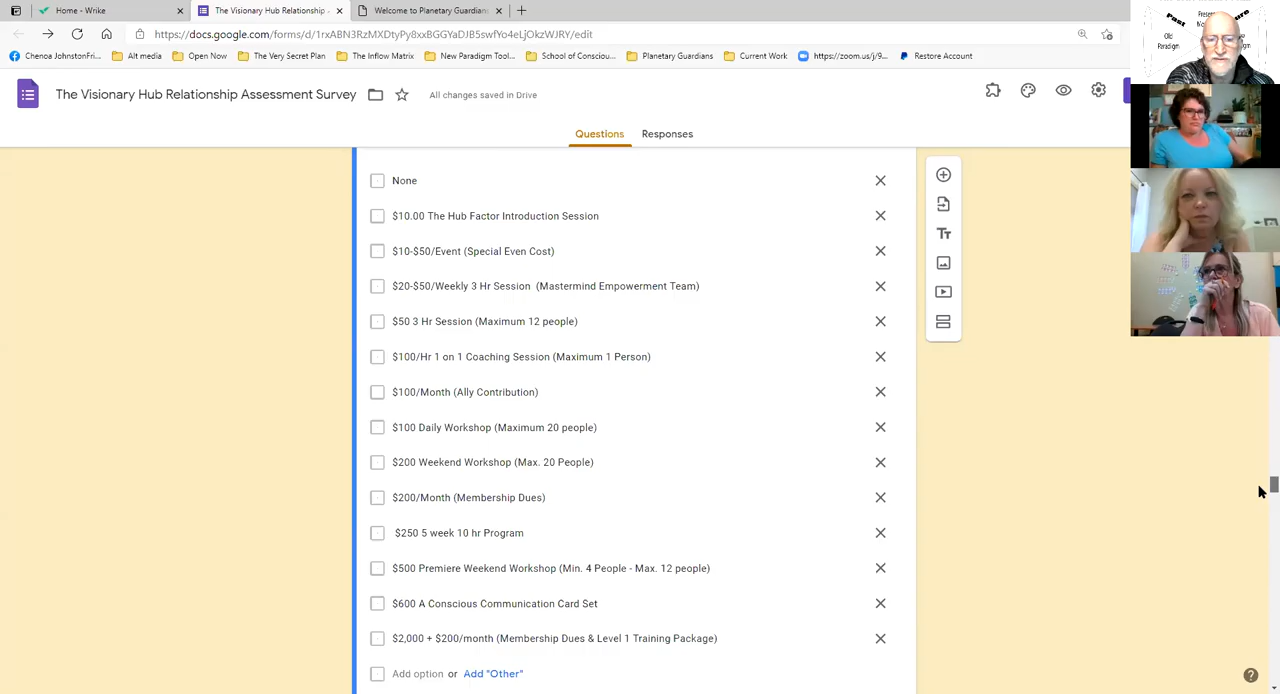 Home - Wrike
The Visionary Hub Relationship
Welcome to Planetary Guardian
https://docs.google.com/forms/d/1rxABN3RzMXDtyPy8xxBGGYaDJB5swfYo4eLjOkzWJRY/edit
Chenoa JohnstonFri...
Alt media
Open Now
The Very Secret Plan
The Inflow Matrix
New Paradigm Tool...
School of Consciou...
Planetary Guardians
Current Work
https://zoom.us/j/9...
Restore Account
The Visionary Hub Relationship Assessment Survey
All changes saved in Drive
Questions
Responses
None
$10.00 The Hub Factor Introduction Session
$10-$50/Event (Special Even Cost)
$20-$50/Weekly 3 Hr Session (Mastermind Empowerment Team)
$50 3 Hr Session (Maximum 12 people)
$100/Hr 1 on 1 Coaching Session (Maximum 1 Person)
$100/Month (Ally Contribution)
$100 Daily Workshop (Maximum 20 people)
$200 Weekend Workshop (Max. 20 People)
$200/Month (Membership Dues)
$250 5 week 10 hr Program
$500 Premiere Weekend Workshop (Min. 4 People - Max. 12 people)
$600 A Conscious Communication Card Set
$2,000 + $200/month (Membership Dues & Level 1 Training Package)
Add option or Add "Other"
Past
Old
Paradigm